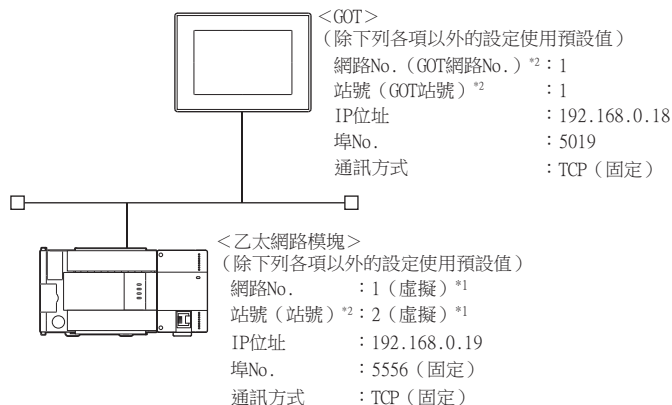 <GOT>
（除下列各項以外的設定使用預設值）
網路No.（GOT網路No.）*2：1
站號（GOT站號）*2：1
IP位址：192.168.0.18
埠No.：5019
通訊方式：TCP（固定）
<乙太網路模塊>
（除下列各項以外的設定使用預設值）
網路No.：1（虛擬）*1
站號（站號）*2：2（虛擬）*1
IP位址：192.168.0.19
埠No.：5556（固定）
通訊方式：TCP（固定）